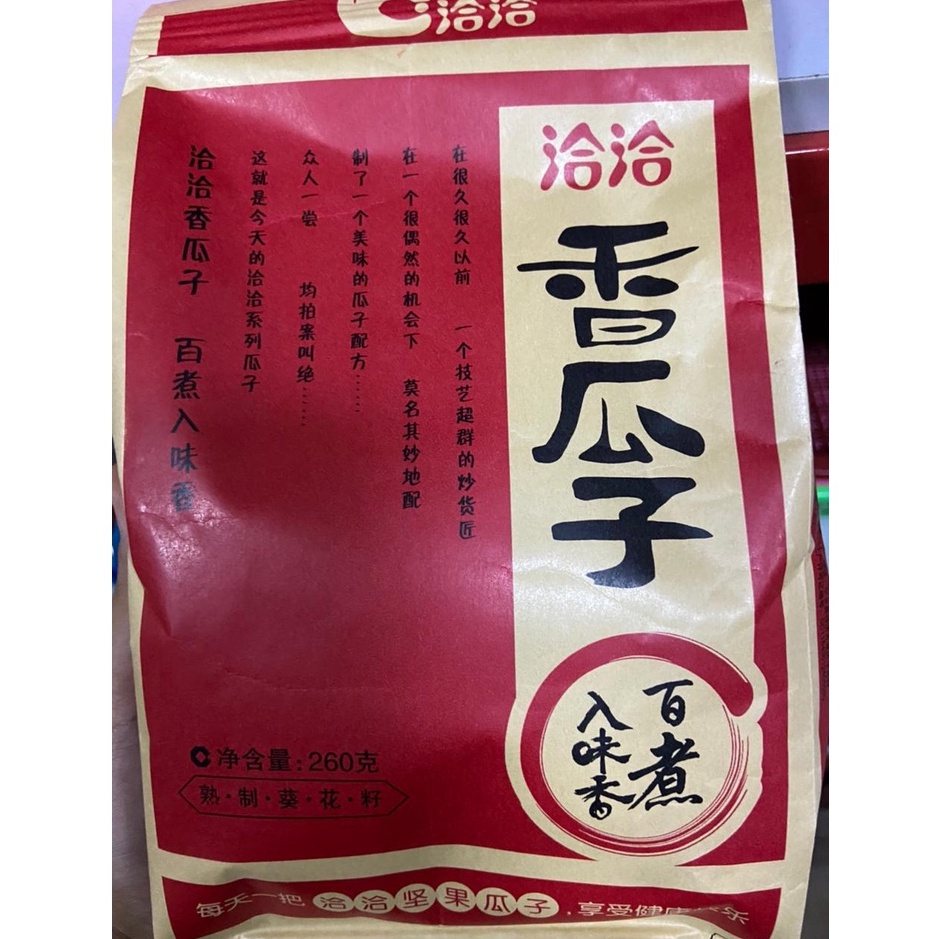 洽洽
洽洽
香瓜子
百煮
入味香
在很久很久以前 一个技艺超群的炒货匠
在一个很偶然的机会下 莫名其妙地配
制了一个美味的瓜子配方……
众人一尝 均拍案叫绝……
这就是今天的洽洽系列瓜子
洽洽香瓜子 百煮入味香
净含量:260克
熟·制·葵·花·籽
每天一把 洽洽坚果瓜子,享受健康快乐